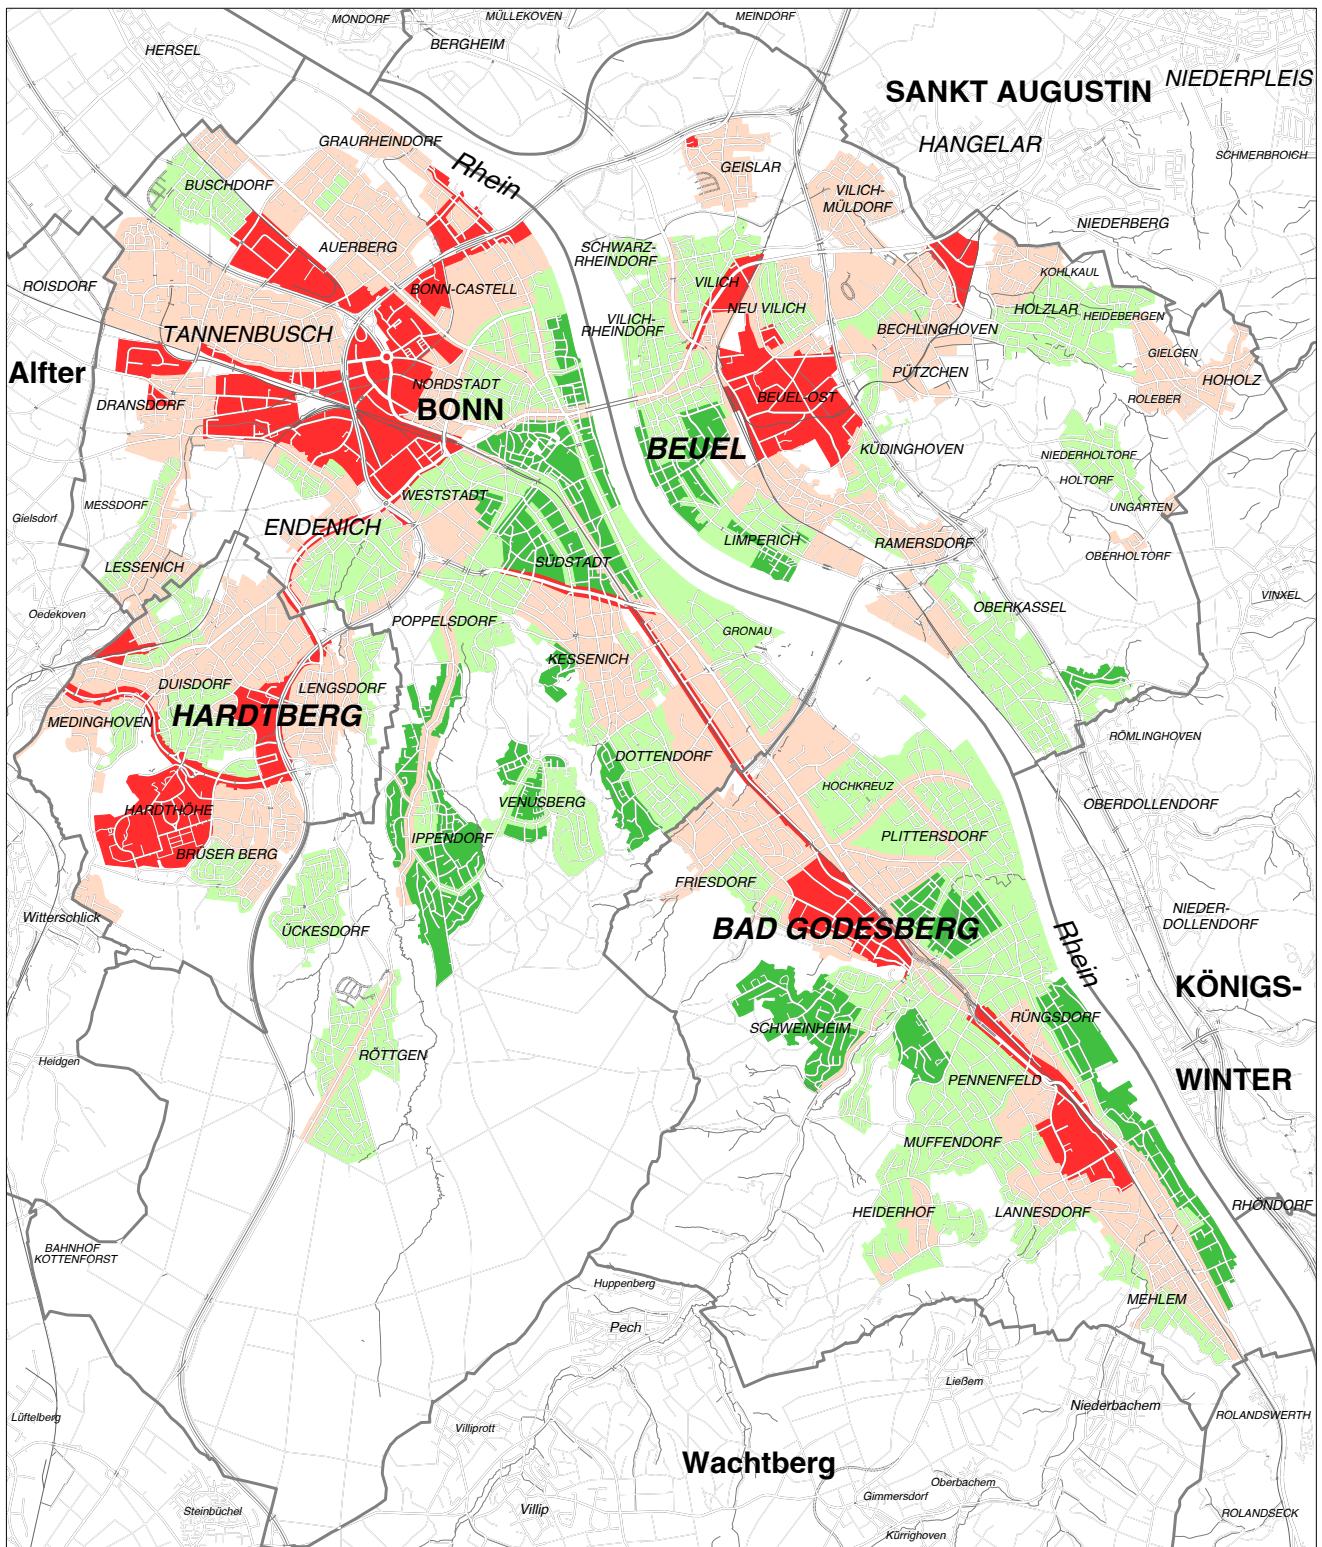 MONDORF
MÜLLEKOVEN
MEINDORF
HERSEL
BERGHEIM
SANKT AUGUSTIN
NIEDERPLEIS
HANGELAR
GRAURHEINDORF
SCHMERBROICH
Rhein
GEISLAR
BUSCHDORF
VILICH-
MÜLDORF
NIEDERBERG
AUERBERG
SCHWARZ-
RHEINDORF
KOHLKAUL
ROISDORF
BONN-CASTELL
VILICH
NEU VILICH
HOLZLAR
HEIDEBERGEN
VILICH-
RHEINDORF
BECHLINGHOVEN
TANNENBUSCH
GIELGEN
Alfter
PÜTZCHEN
HOHOLZ
NORDSTADT
BEUEL-OST
ROLEBER
DRANSDORF
BONN
BEUEL
KÜDINGHOVEN
NIEDERHOLTORF
HOLTORF
MESSDORF
WESTSTADT
UNGARTEN
Gielsdorf
ENDENICH
LIMPERICH
RAMERSDORF
OBERHOLTORF
LESSENICH
SÜDSTADT
VINXEL
Oedekoven
OBERKASSEL
POPPELSDORF
GRONAU
KESSENICH
DUISDORF
LENGSDORF
MEDINGHOVEN
HARDTBERG
RÖMLINGHOVEN
DOTTENDORF
HOCHKREUZ
VENUSBERG
OBERDOLLENDORF
HARDTHÖHE
IPPENDORF
PLITTERSDORF
BRÜSER BERG
FRIESDORF
Witterschlick
NIEDER-
DOLLENDORF
ÜCKESDORF
BAD GODESBERG
Rhein
KÖNIGS-
RÜNGSDORF
SCHWEINHEIM
RÖTTGEN
Heidgen
PENNENFELD
WINTER
MUFFENDORF
HEIDERHOF
LANNESDORF
RHÖNDORF
BAHNHOF
KOTTENFORST
Huppenberg
MEHLEM
Pech
Ließem
Niederbachem
Lüftelberg
ROLANDSWERTH
Villiprott
Wachtberg
Oberbachem
Gimmersdorf
Steinbüchel
Villip
ROLANDSECK
Kürrighoven